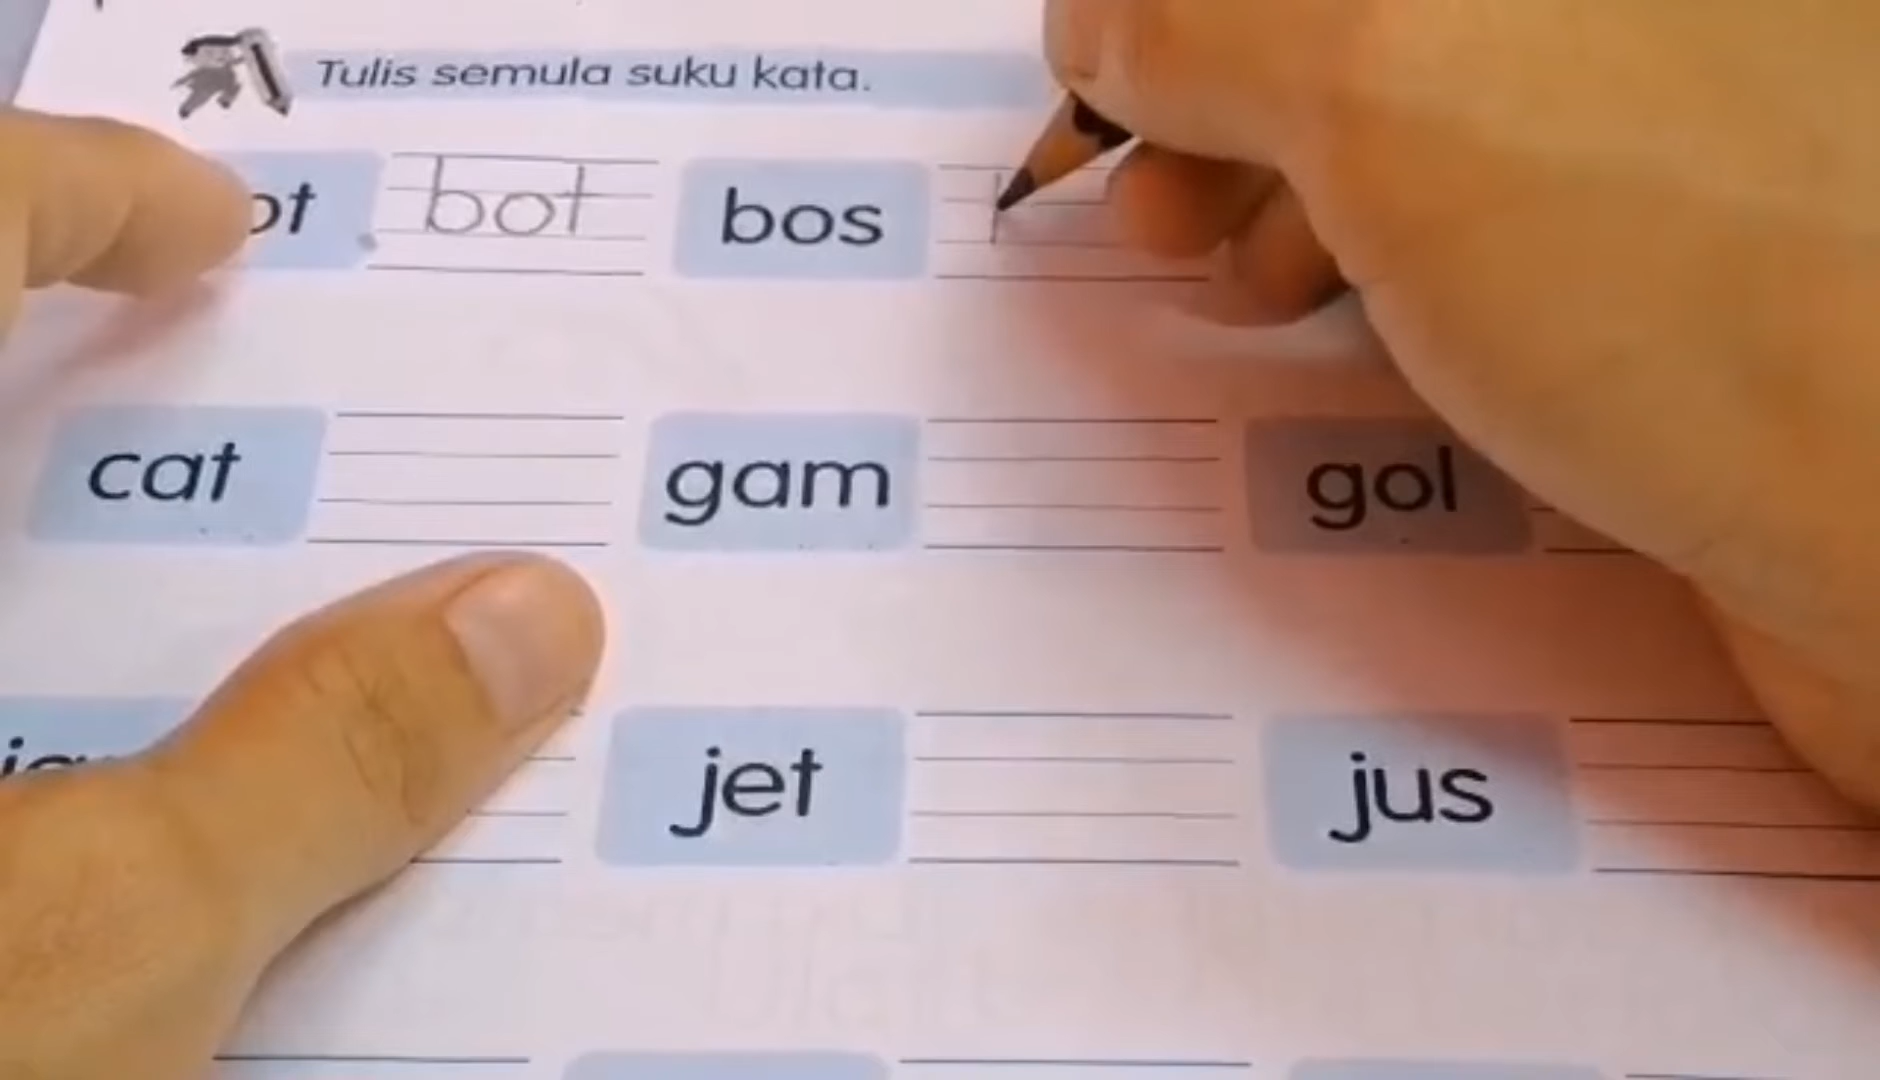 Tulis semula suku kata.
bot bos
cat gam gol
jet jus